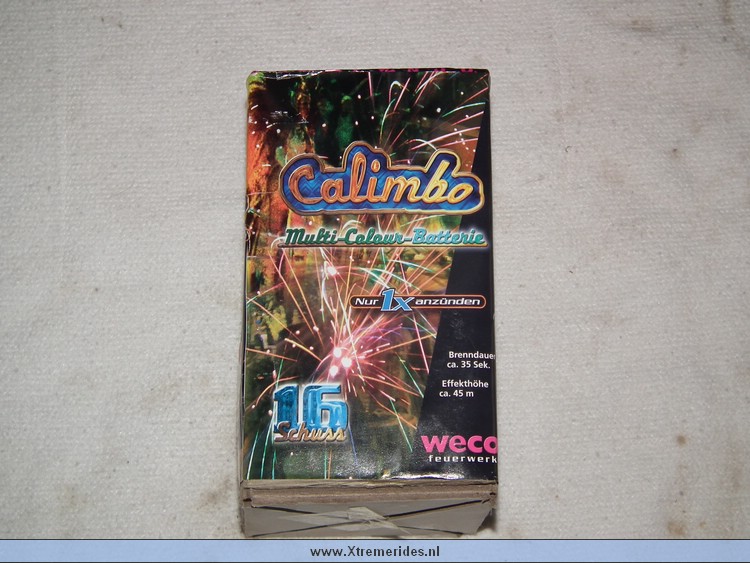 Calimbo
Multi-Colour-Batterie
Nur 1x anzünden
Brenndauer
ca. 35 Sek.
Effekthöhe
ca. 45 m
16
Schuss
weco
feuerwerk
www.Xtremerides.nl